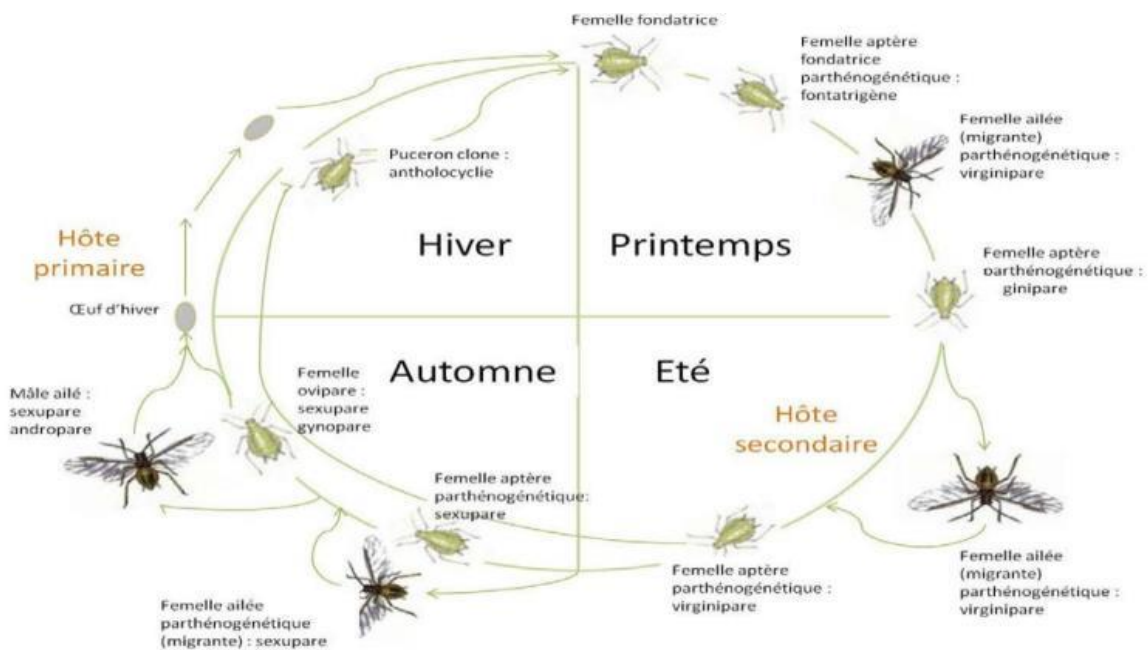 Femelle fondatrice
Femelle aptère
fondatrice
parthénogénétique :
fontatrigène
Femelle ailée
(migrante)
parthénogénétique :
virginipare
Puceron clone :
antholocyclie
Hôte
primaire
Hiver
Printemps
Femelle aptère
parthénogénétique :
ginipare
Œuf d'hiver
Automne
Eté
Mâle ailé :
sexupare
andropare
Femelle
ovipare :
sexupare
gynopare
Hôte
secondaire
Femelle aptère
parthénogénétique:
sexupare
Femelle aptère
parthénogénétique :
virginipare
Femelle ailée
(migrante)
parthénogénétique :
virginipare
Femelle ailée
parthénogénétique
(migrante) : sexupare